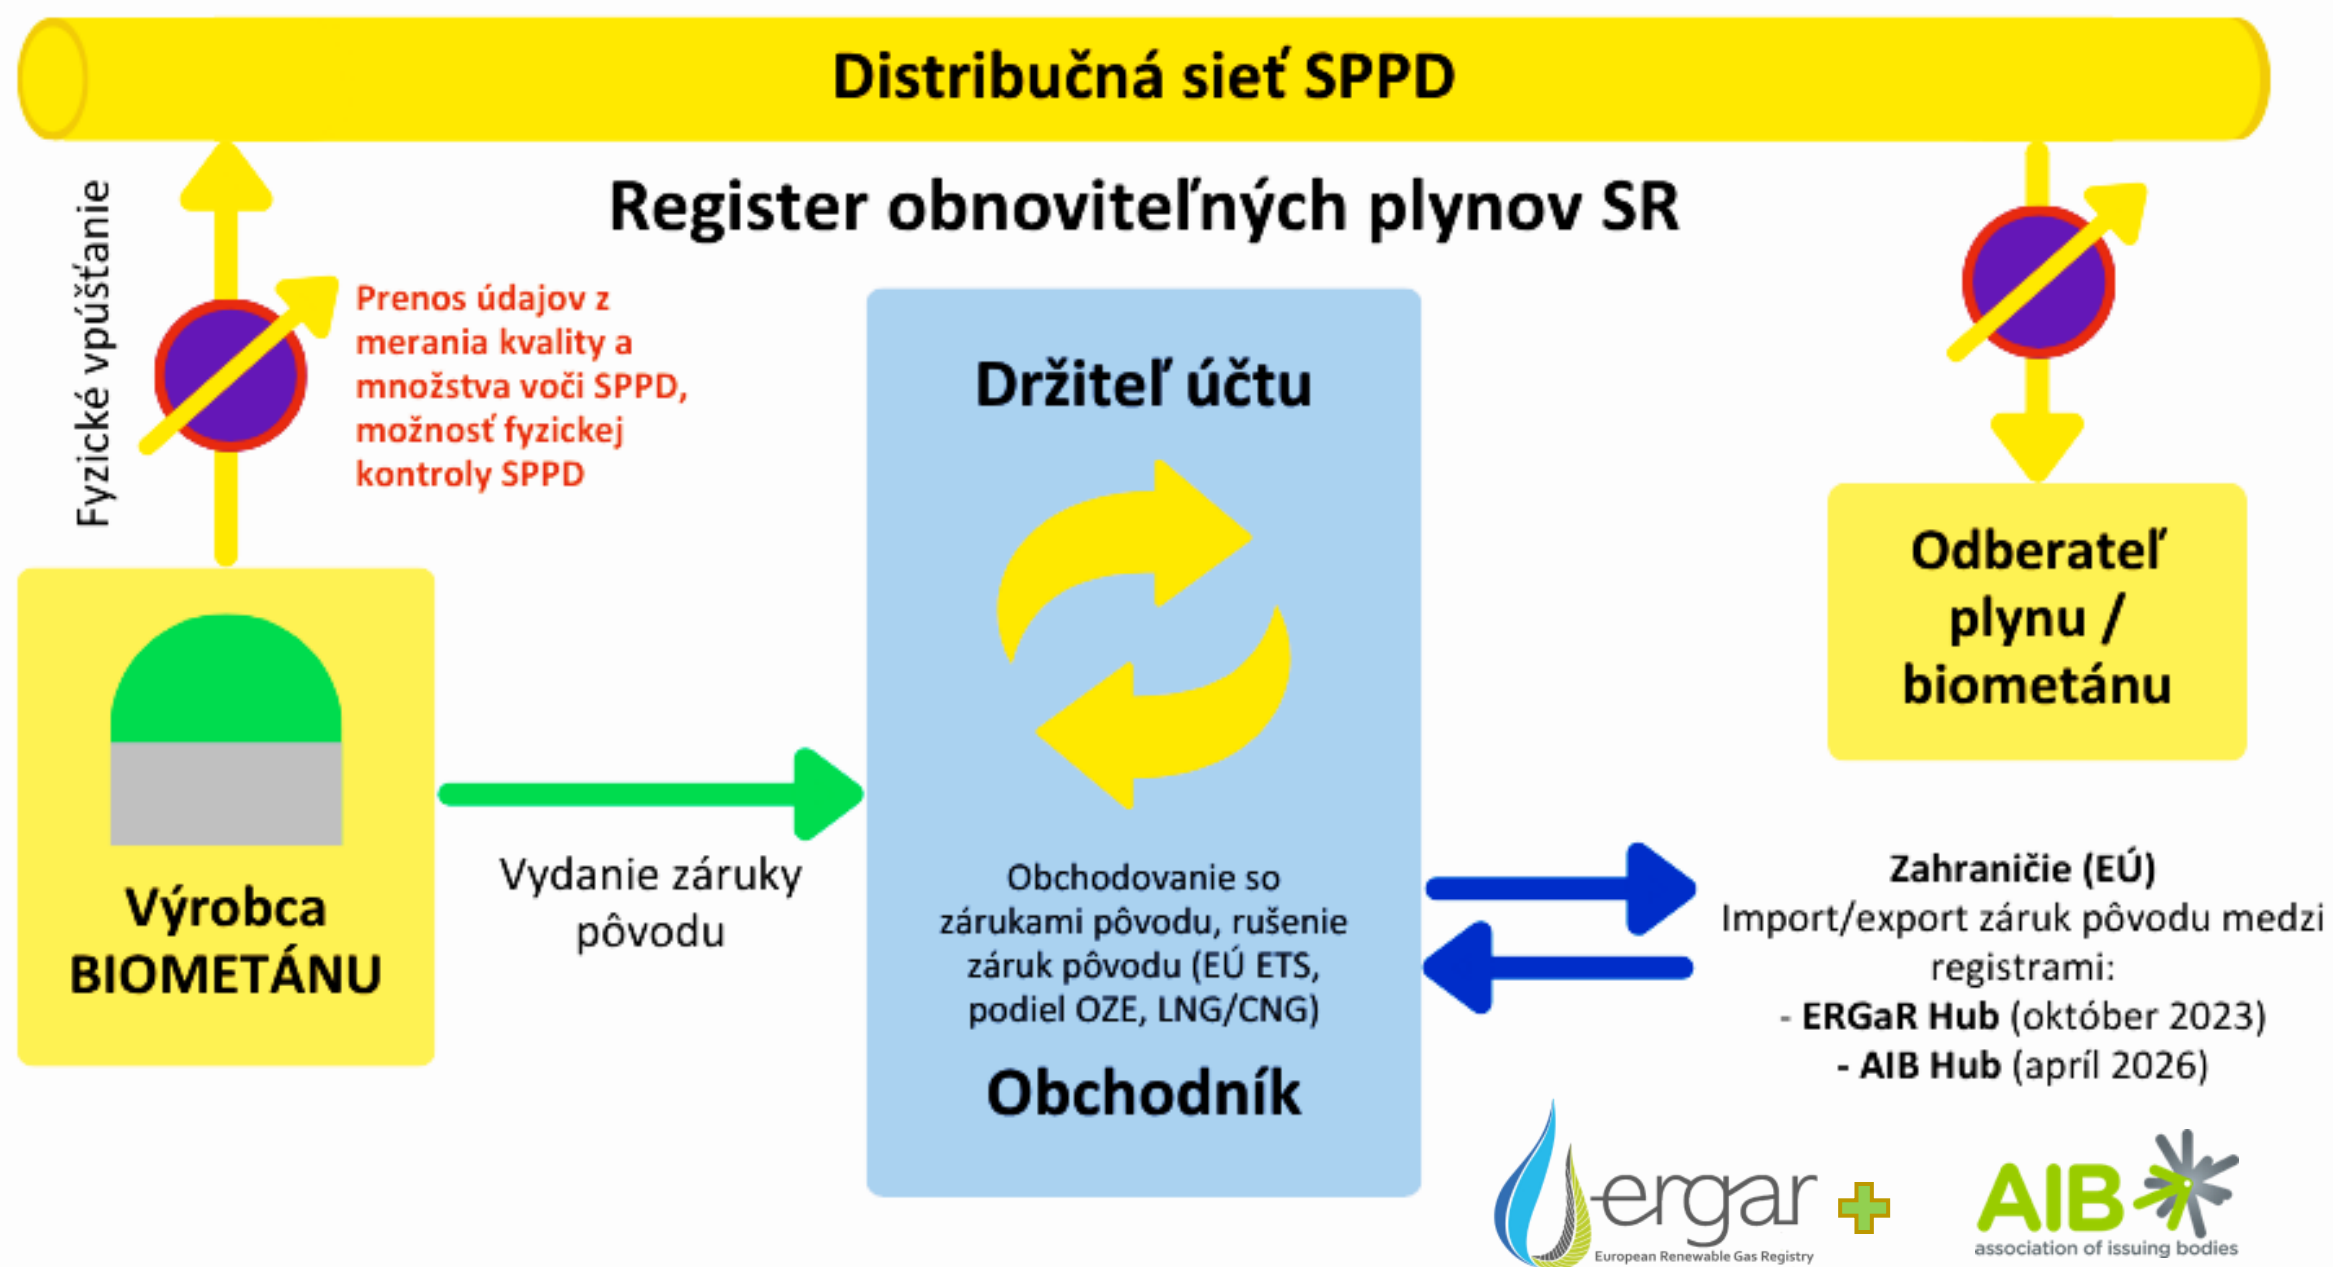 Distribučná sieť SPPD
Register obnoviteľných plynov SR
Fyzické vpúšťanie
Prenos údajov z
merania kvality a
množstva voči SPPD,
možnosť fyzickej
kontroly SPPD
Výrobca
BIOMETÁNU
Vydanie záruky
pôvodu
Držiteľ účtu
Obchodovanie so
zárukami pôvodu, rušenie
záruk pôvodu (EÚ ETS,
podiel OZE, LNG/CNG)
Obchodník
Odberateľ
plynu /
biometánu
Zahraničie (EÚ)
Import/export záruk pôvodu medzi
registrami:
- ERGaR Hub (október 2023)
- AIB Hub (apríl 2026)
ergar
European Renewable Gas Registry
AIB
association of issuing bodies